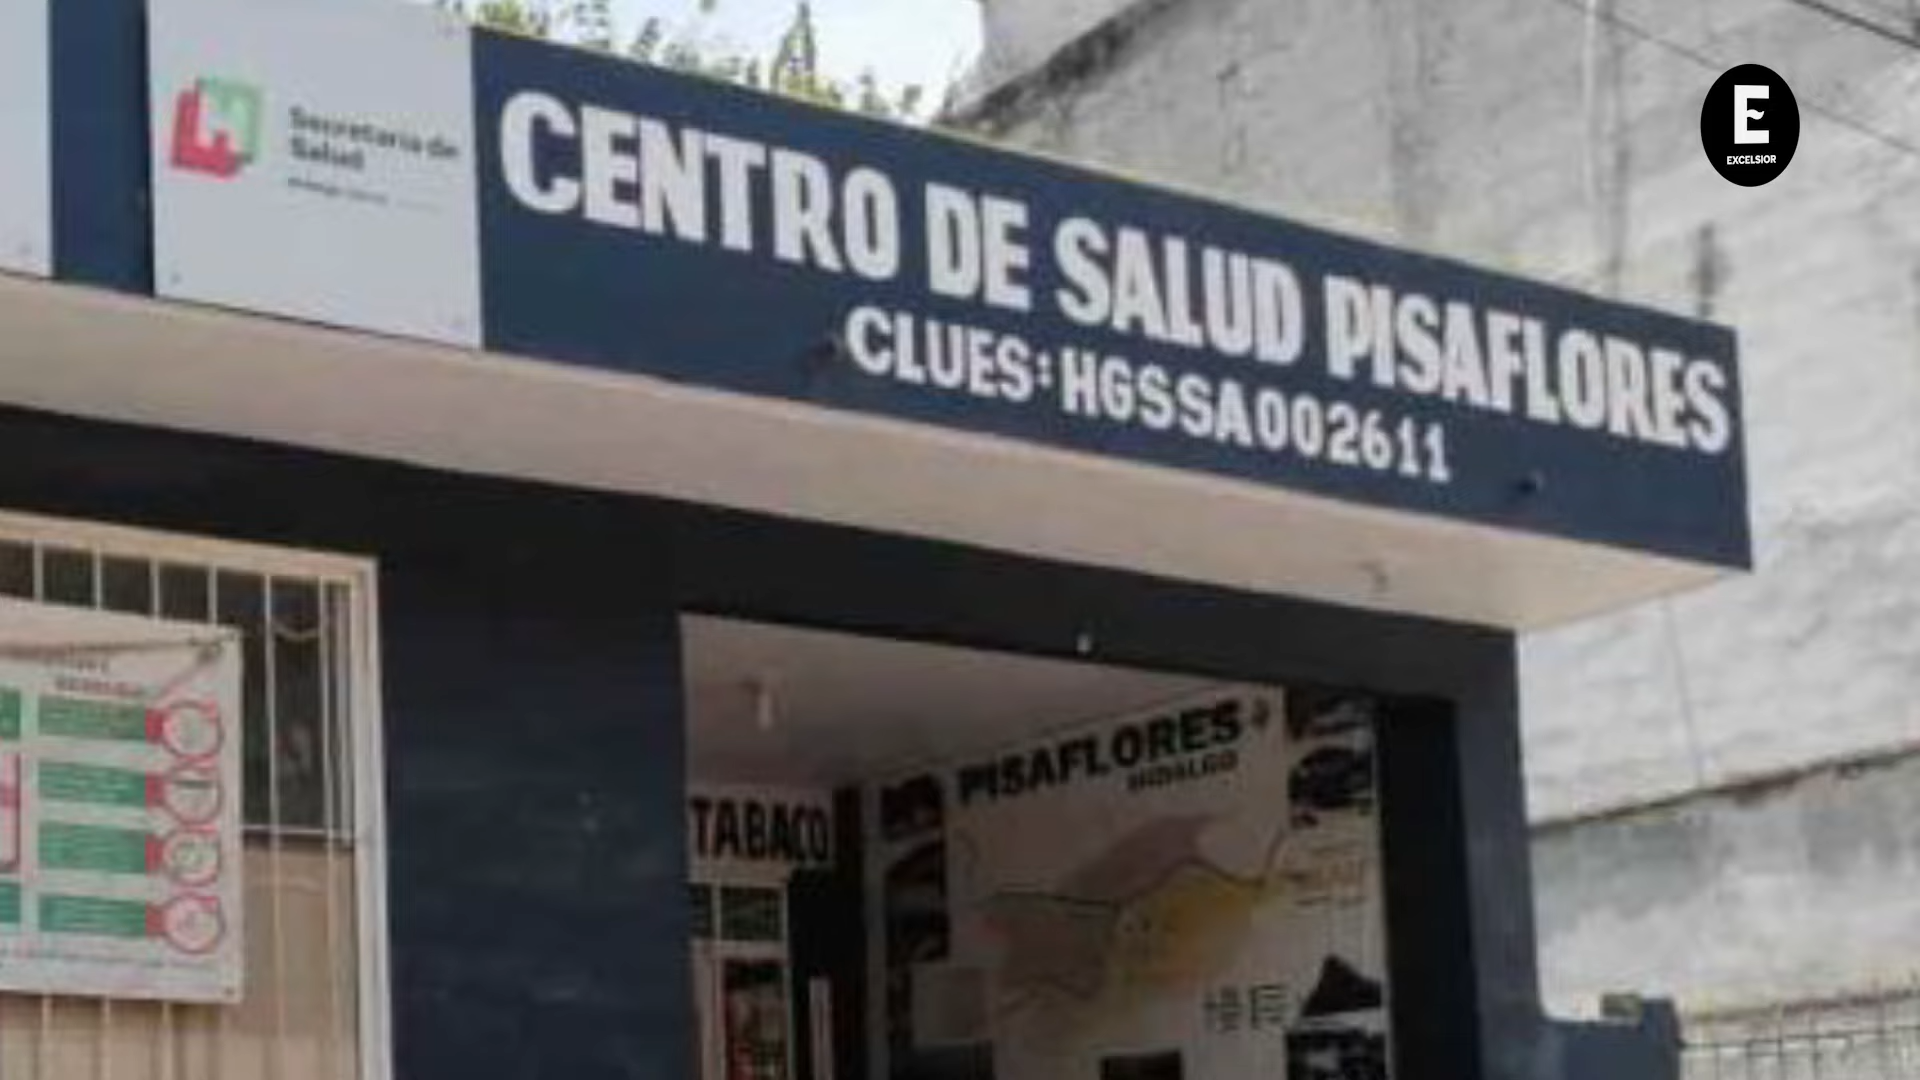 Secretaría de
Salud
CENTRO DE SALUD PISAFLORES
CLUES: HGSSA002611
E
EXCELSIOR
PISAFLORES
HIDALGO
TABACO